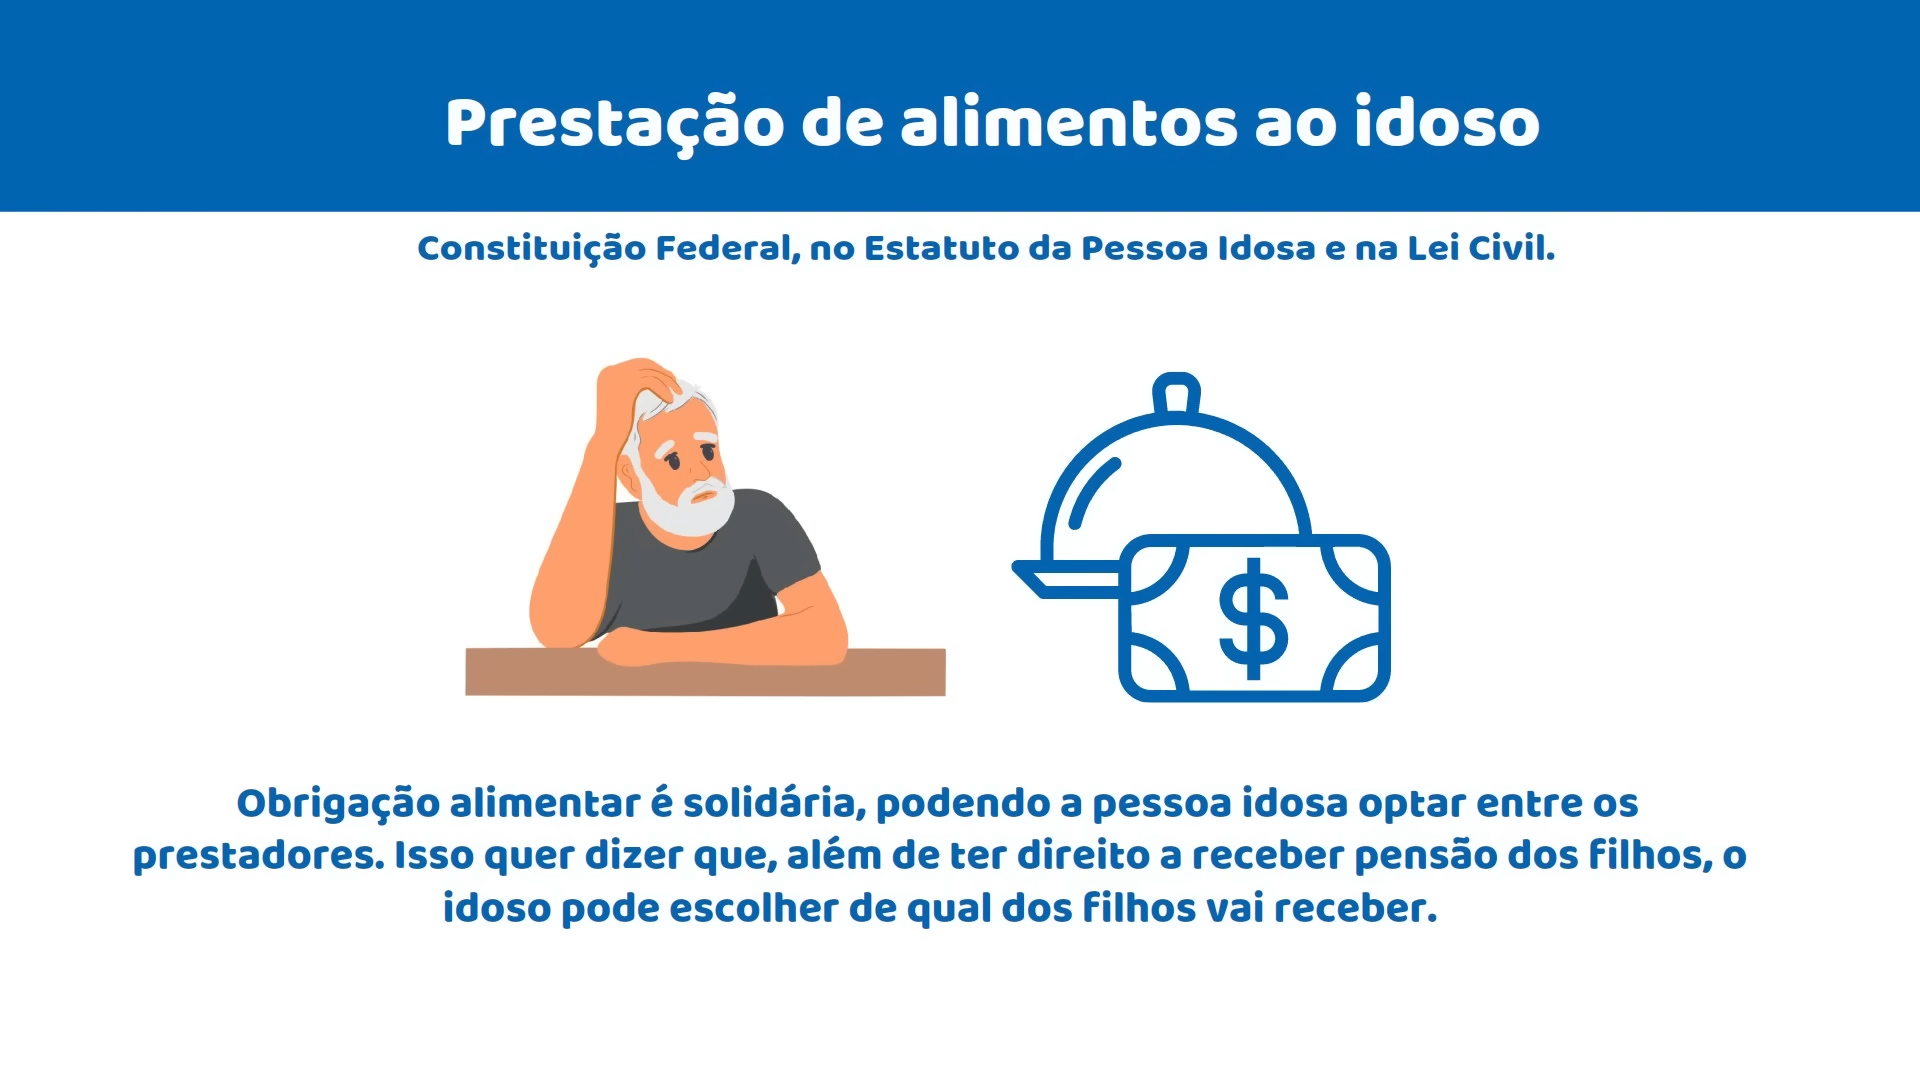 Prestação de alimentos ao idoso
Constituição Federal, no Estatuto da Pessoa Idosa e na Lei Civil.
$
Obrigação alimentar é solidária, podendo a pessoa idosa optar entre os
prestadores. Isso quer dizer que, além de ter direito a receber pensão dos filhos, o
idoso pode escolher de qual dos filhos vai receber.